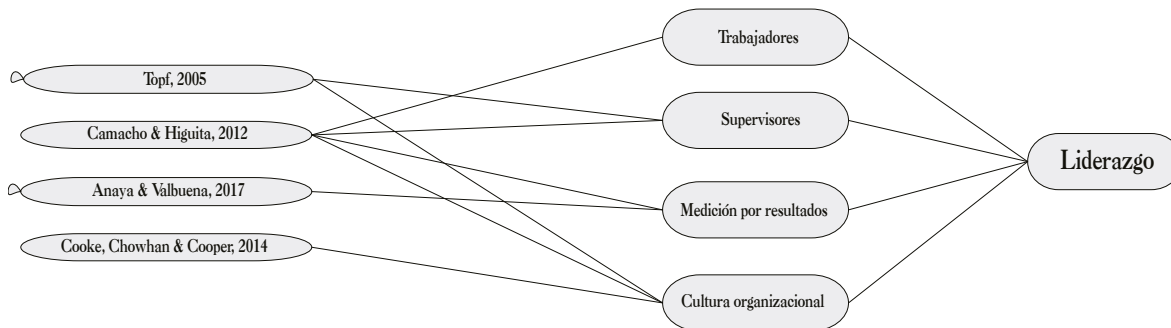 Topf, 2005
Camacho & Higuita, 2012
Anaya & Valbuena, 2017
Cooke, Chowhan & Cooper, 2014
Trabajadores
Supervisores
Medición por resultados
Cultura organizacional
Liderazgo